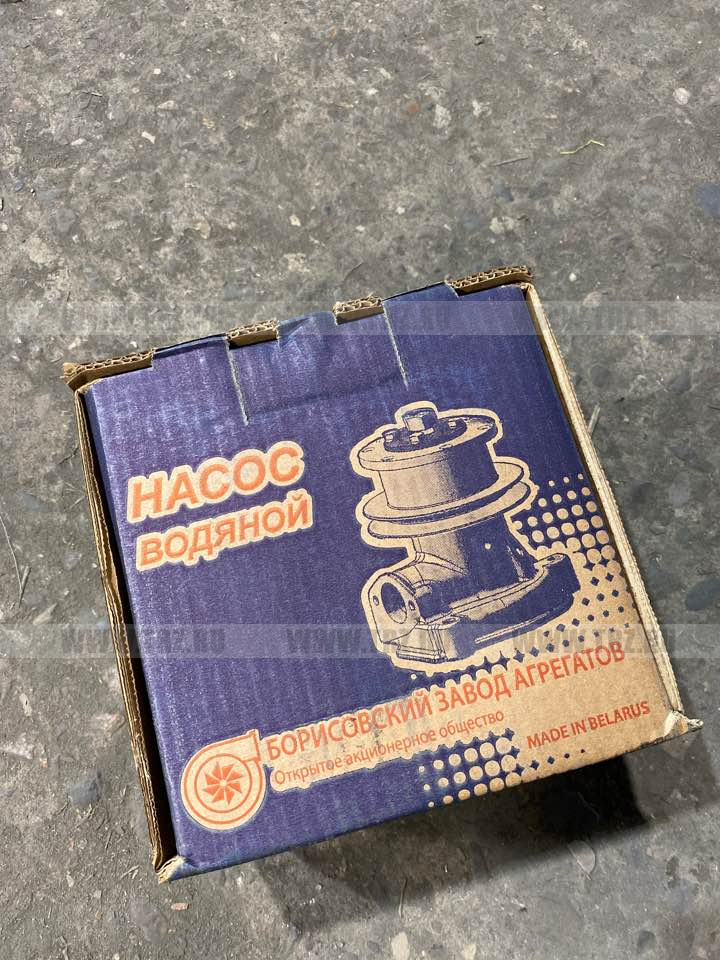 НАСОС
ВОДЯНОЙ
БОРИСОВСКИЙ ЗАВОД АГРЕГАТОВ
Открытое акционерное общество
MADE IN BELARUS